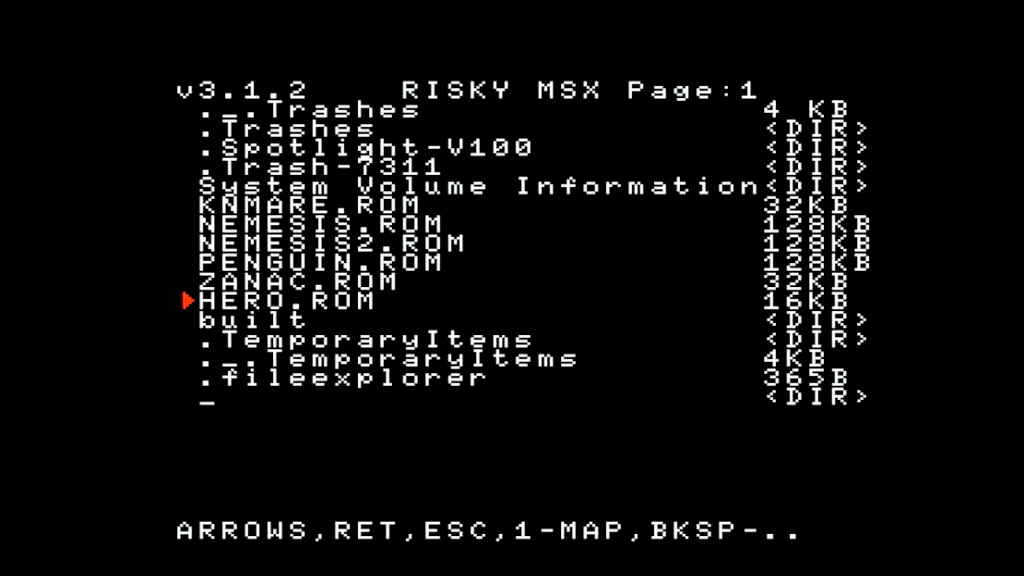 v3.1.2 RISKY MSX Page:1
._.Trashes 4 KB
.Trashes <DIR>
.Spotlight-V100 <DIR>
.Trash-7311 <DIR>
System Volume Information <DIR>
KNMARE.ROM 32KB
NEMESIS.ROM 128KB
NEMESIS2.ROM 128KB
PENGUIN.ROM 128KB
ZANAC.ROM 32KB
HERO.ROM 16KB
built <DIR>
.TemporaryItems <DIR>
._.TemporaryItems 4KB
.fileexplorer 365B
_ <DIR>
ARROWS,RET,ESC,1-MAP,BKSP-..